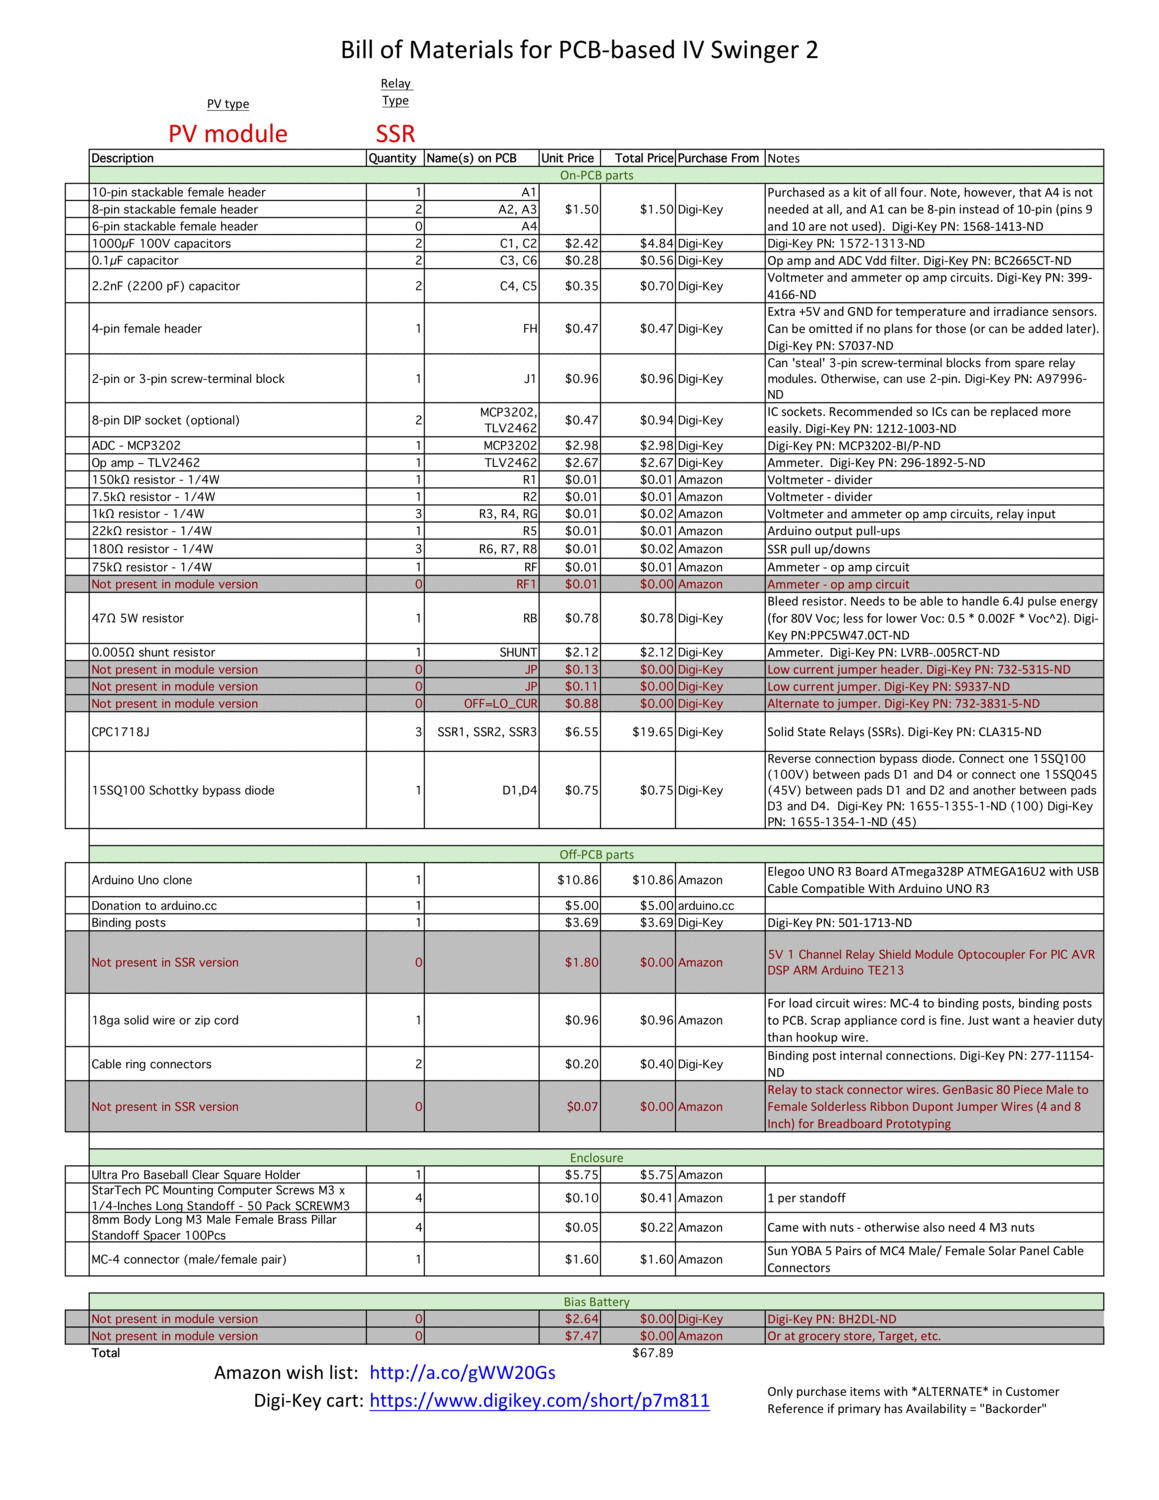 Bill of Materials for PCB-based IV Swinger 2
Relay
PV type Type
PV module SSR
Description Quantity Name(s) on PCB Unit Price Total Price Purchase From Notes
On-PCB parts
10-pin stackable female header 1 A1
8-pin stackable female header 2 A2, A3
6-pin stackable female header 0 A4
$1.50 $1.50 Digi-Key
Purchased as a kit of all four. Note, however, that A4 is not
needed at all, and A1 can be 8-pin instead of 10-pin (pins 9
and 10 are not used). Digi-Key PN: 1568-1413-ND
1000µF 100V capacitors 2 C1, C2 $2.42 $4.84 Digi-Key Digi-Key PN: 1572-1313-ND
0.1µF capacitor 2 C3, C6 $0.28 $0.56 Digi-Key Op amp and ADC Vdd filter. Digi-Key PN: BC2665CT-ND
2.2nF (2200 pF) capacitor 2 C4, C5 $0.35 $0.70 Digi-Key
Voltmeter and ammeter op amp circuits. Digi-Key PN: 399-
4166-ND
4-pin female header 1 FH $0.47 $0.47 Digi-Key
Extra +5V and GND for temperature and irradiance sensors.
Can be omitted if no plans for those (or can be added later).
Digi-Key PN: S7037-ND
2-pin or 3-pin screw-terminal block 1 J1 $0.96 $0.96 Digi-Key
Can 'steal' 3-pin screw-terminal blocks from spare relay
modules. Otherwise, can use 2-pin. Digi-Key PN: A97996-
ND
8-pin DIP socket (optional) 2
MCP3202,
TLV2462
$0.47 $0.94 Digi-Key
IC sockets. Recommended so ICs can be replaced more
easily. Digi-Key PN: 1212-1003-ND
ADC - MCP3202 1 MCP3202 $2.98 $2.98 Digi-Key Digi-Key PN: MCP3202-BI/P-ND
Op amp – TLV2462 1 TLV2462 $2.67 $2.67 Digi-Key Ammeter. Digi-Key PN: 296-1892-5-ND
150kΩ resistor - 1/4W 1 R1 $0.01 $0.01 Amazon Voltmeter - divider
7.5kΩ resistor - 1/4W 1 R2 $0.01 $0.01 Amazon Voltmeter - divider
1kΩ resistor - 1/4W 3 R3, R4, RG $0.01 $0.02 Amazon Voltmeter and ammeter op amp circuits, relay input
22kΩ resistor - 1/4W 1 R5 $0.01 $0.01 Amazon Arduino output pull-ups
180Ω resistor - 1/4W 3 R6, R7, R8 $0.01 $0.02 Amazon SSR pull up/downs
75kΩ resistor - 1/4W 1 RF $0.01 $0.01 Amazon Ammeter - op amp circuit
Not present in module version 0 RF1 $0.01 $0.00 Amazon Ammeter - op amp circuit
47Ω 5W resistor 1 RB $0.78 $0.78 Digi-Key
Bleed resistor. Needs to be able to handle 6.4J pulse energy
(for 80V Voc; less for lower Voc: 0.5 * 0.002F * Voc^2). Digi-
Key PN:PPC5W47.0CT-ND
0.005Ω shunt resistor 1 SHUNT $2.12 $2.12 Digi-Key Ammeter. Digi-Key PN: LVRB-.005RCT-ND
Not present in module version 0 JP $0.13 $0.00 Digi-Key Low current jumper header. Digi-Key PN: 732-5315-ND
Not present in module version 0 JP $0.11 $0.00 Digi-Key Low current jumper. Digi-Key PN: S9337-ND
Not present in module version 0 OFF=LO_CUR $0.88 $0.00 Digi-Key Alternate to jumper. Digi-Key PN: 732-3831-5-ND
CPC1718J 3 SSR1, SSR2, SSR3 $6.55 $19.65 Digi-Key Solid State Relays (SSRs). Digi-Key PN: CLA315-ND
15SQ100 Schottky bypass diode 1 D1,D4 $0.75 $0.75 Digi-Key
Reverse connection bypass diode. Connect one 15SQ100
(100V) between pads D1 and D4 or connect one 15SQ045
(45V) between pads D1 and D2 and another between pads
D3 and D4. Digi-Key PN: 1655-1355-1-ND (100) Digi-Key
PN: 1655-1354-1-ND (45)
Off-PCB parts
Arduino Uno clone 1 $10.86 $10.86 Amazon
Elegoo UNO R3 Board ATmega328P ATMEGA16U2 with USB
Cable Compatible With Arduino UNO R3
Donation to arduino.cc 1 $5.00 $5.00 arduino.cc
Binding posts 1 $3.69 $3.69 Digi-Key Digi-Key PN: 501-1713-ND
Not present in SSR version 0 $1.80 $0.00 Amazon
5V 1 Channel Relay Shield Module Optocoupler For PIC AVR
DSP ARM Arduino TE213
18ga solid wire or zip cord 1 $0.96 $0.96 Amazon
For load circuit wires: MC-4 to binding posts, binding posts
to PCB. Scrap appliance cord is fine. Just want a heavier duty
than hookup wire.
Cable ring connectors 2 $0.20 $0.40 Digi-Key
Binding post internal connections. Digi-Key PN: 277-11154-
ND
Not present in SSR version 0 $0.07 $0.00 Amazon
Relay to stack connector wires. GenBasic 80 Piece Male to
Female Solderless Ribbon Dupont Jumper Wires (4 and 8
Inch) for Breadboard Prototyping
Enclosure
Ultra Pro Baseball Clear Square Holder 1 $5.75 $5.75 Amazon
StarTech PC Mounting Computer Screws M3 x
1/4-Inches Long Standoff - 50 Pack SCREWM3
4 $0.10 $0.41 Amazon 1 per standoff
8mm Body Long M3 Male Female Brass Pillar
Standoff Spacer 100Pcs
4 $0.05 $0.22 Amazon Came with nuts - otherwise also need 4 M3 nuts
MC-4 connector (male/female pair) 1 $1.60 $1.60 Amazon
Sun YOBA 5 Pairs of MC4 Male/ Female Solar Panel Cable
Connectors
Bias Battery
Not present in module version 0 $2.64 $0.00 Digi-Key Digi-Key PN: BH2DL-ND
Not present in module version 0 $7.47 $0.00 Amazon Or at grocery store, Target, etc.
Total $67.89
Amazon wish list: http://a.co/gWW20Gs
Digi-Key cart: https://www.digikey.com/short/p7m811
Only purchase items with *ALTERNATE* in Customer
Reference if primary has Availability = "Backorder"